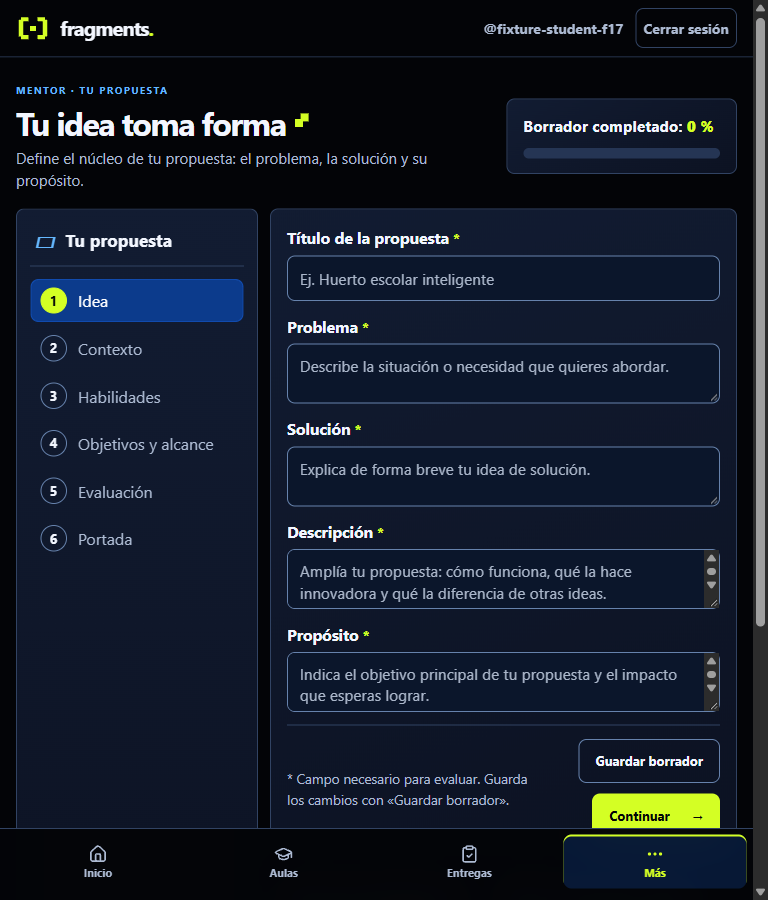 fragments.
@fixture-student-f17
Cerrar sesión
MENTOR · TU PROPUESTA
Tu idea toma forma
Define el núcleo de tu propuesta: el problema, la solución y su
propósito.
Borrador completado: 0 %
Tu propuesta
1 Idea
2 Contexto
3 Habilidades
4 Objetivos y alcance
5 Evaluación
6 Portada
Título de la propuesta *
Ej. Huerto escolar inteligente
Problema *
Describe la situación o necesidad que quieres abordar.
Solución *
Explica de forma breve tu idea de solución.
Descripción *
Amplía tu propuesta: cómo funciona, qué la hace
innovadora y qué la diferencia de otras ideas.
Propósito *
Indica el objetivo principal de tu propuesta y el impacto
que esperas lograr.
* Campo necesario para evaluar. Guarda
los cambios con «Guardar borrador».
Guardar borrador
Continuar →
Inicio
Aulas
Entregas
Más